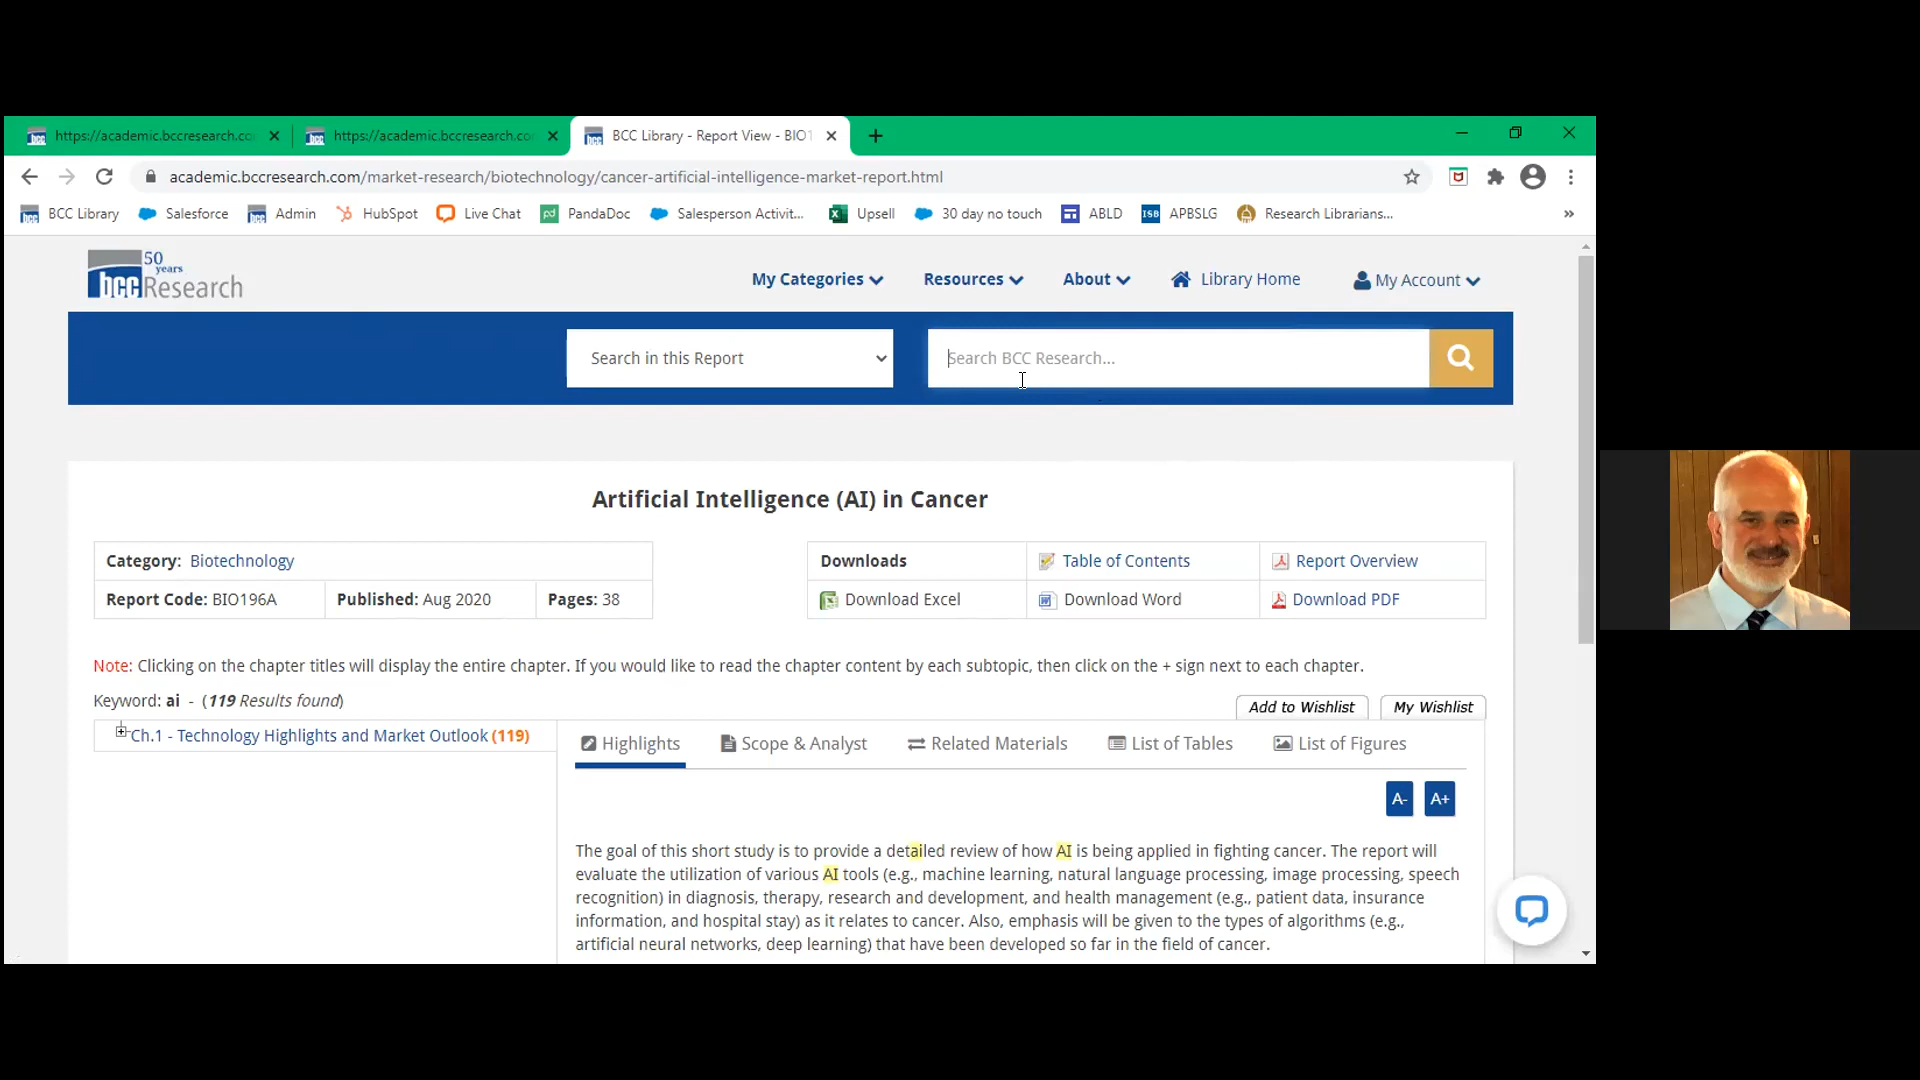 https://academic.bccresearch.co
https://academic.bccresearch.co
BCC Library - Report View - BIO1
academic.bccresearch.com/market-research/biotechnology/cancer-artificial-intelligence-market-report.html
BCC Library
Salesforce
Admin
HubSpot
Live Chat
pd PandaDoc
Salesperson Activit...
Upsell
30 day no touch
ABLD
ISB APBSLG
Research Librarians...
50 years
bcc Research
My Categories
Resources
About
Library Home
My Account
Search in this Report
Search BCC Research...
Artificial Intelligence (AI) in Cancer
Category: Biotechnology
Report Code: BIO196A
Published: Aug 2020
Pages: 38
Downloads
Table of Contents
Report Overview
Download Excel
Download Word
Download PDF
Note: Clicking on the chapter titles will display the entire chapter. If you would like to read the chapter content by each subtopic, then click on the + sign next to each chapter.
Keyword: ai - (119 Results found)
Add to Wishlist
My Wishlist
Ch.1 - Technology Highlights and Market Outlook (119)
Highlights
Scope & Analyst
Related Materials
List of Tables
List of Figures
A-
A+
The goal of this short study is to provide a detailed review of how AI is being applied in fighting cancer. The report will
evaluate the utilization of various AI tools (e.g., machine learning, natural language processing, image processing, speech
recognition) in diagnosis, therapy, research and development, and health management (e.g., patient data, insurance
information, and hospital stay) as it relates to cancer. Also, emphasis will be given to the types of algorithms (e.g.,
artificial neural networks, deep learning) that have been developed so far in the field of cancer.